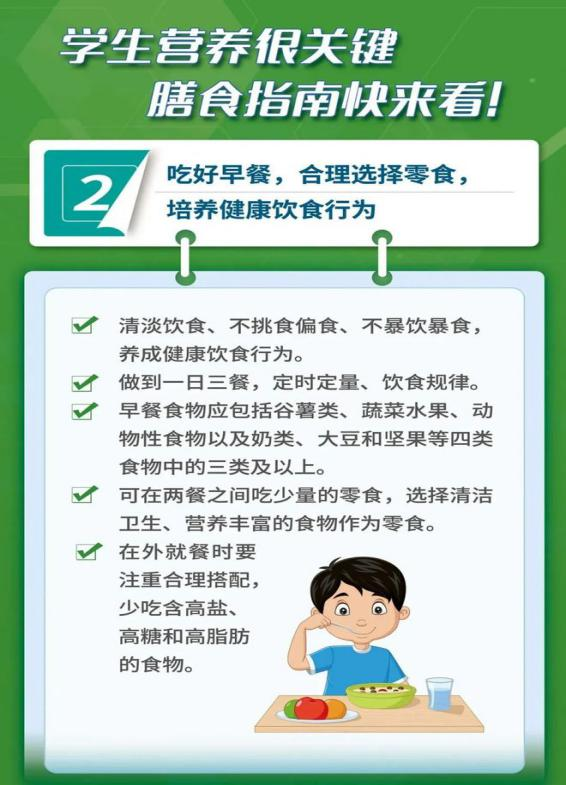 学生营养很关键
膳食指南快来看!
2
吃好早餐，合理选择零食，
培养健康饮食行为
清淡饮食、不挑食偏食、不暴饮暴食，
养成健康饮食行为。
做到一日三餐，定时定量、饮食规律。
早餐食物应包括谷薯类、蔬菜水果、动
物性食物以及奶类、大豆和坚果等四类
食物中的三类及以上。
可在两餐之间吃少量的零食，选择清洁
卫生、营养丰富的食物作为零食。
在外就餐时要
注重合理搭配，
少吃含高盐、
高糖和高脂肪
的食物。